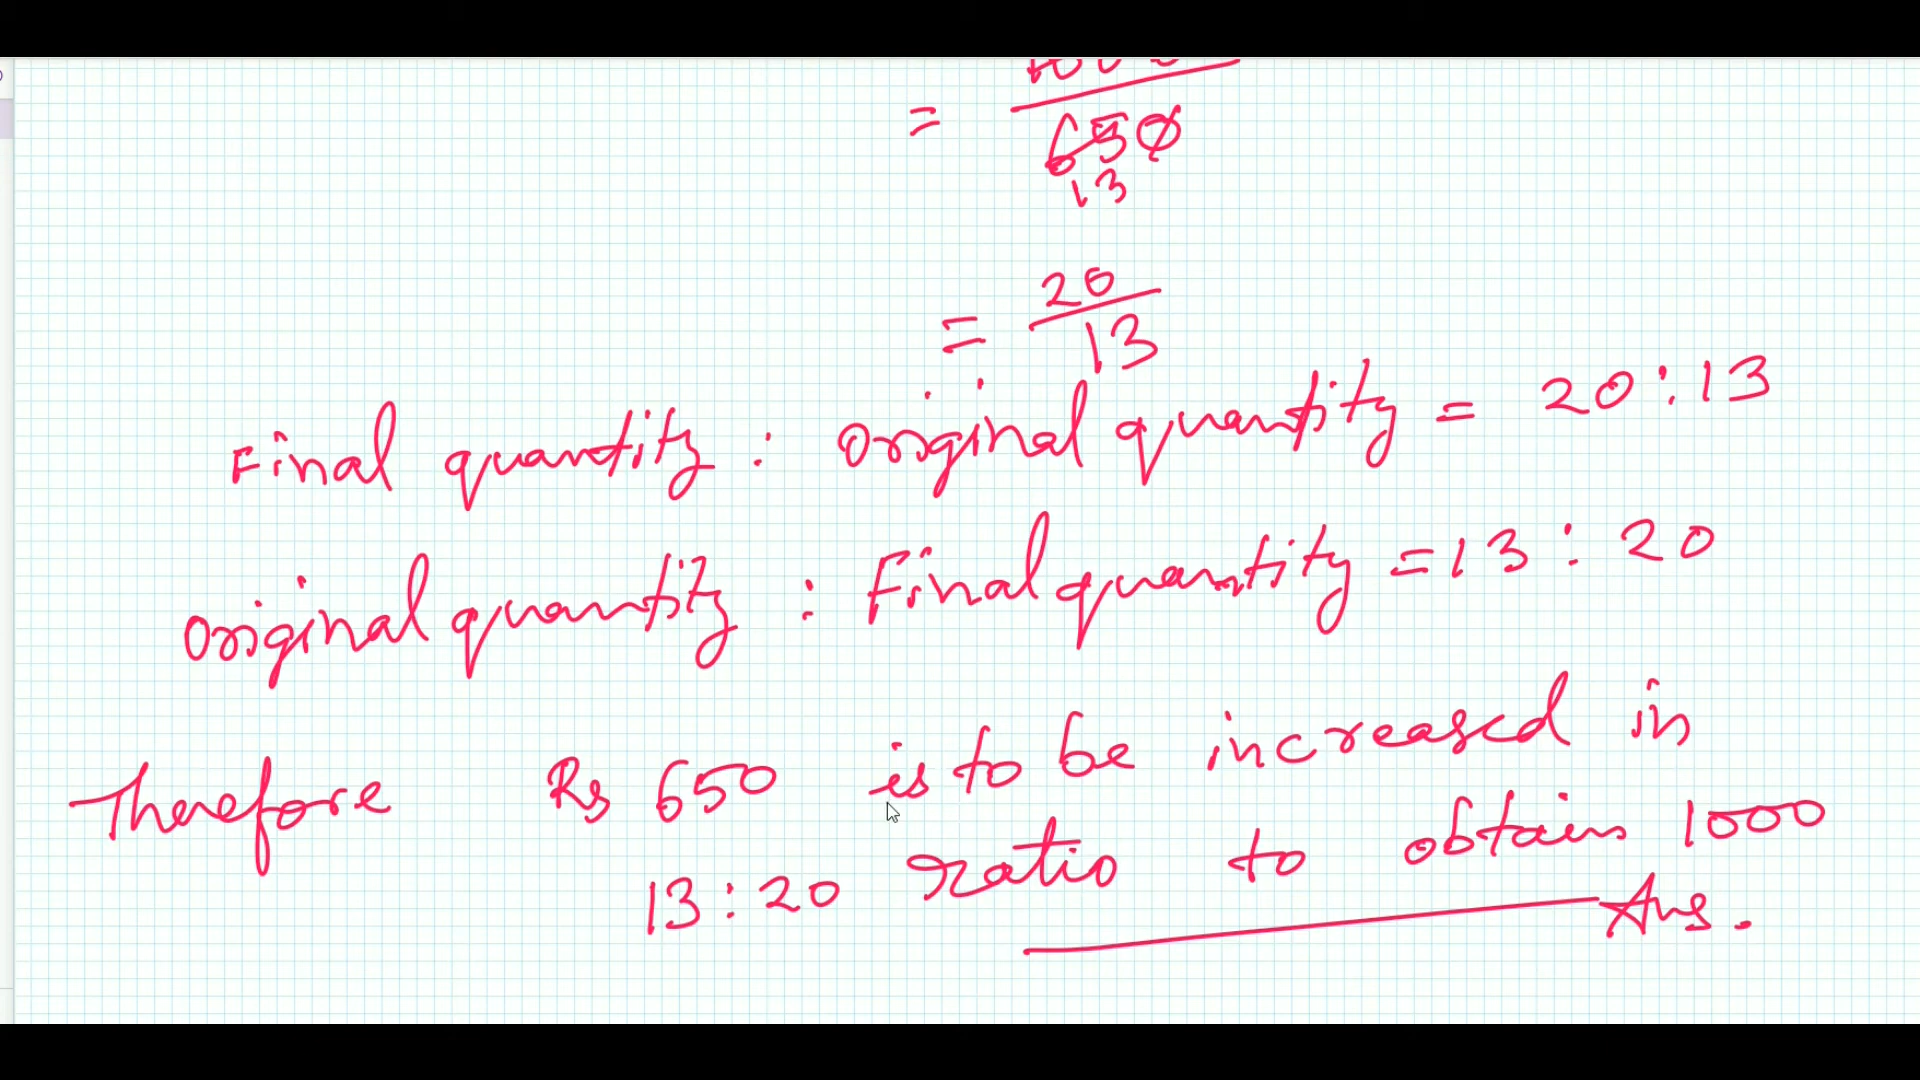 = 1000
650
13
= 20
13
Final quantity : Original quantity = 20:13
Original quantity : Final quantity = 13 : 20
Therefore Rs 650 is to be increased in
13:20 ratio to obtain 1000
Ans.